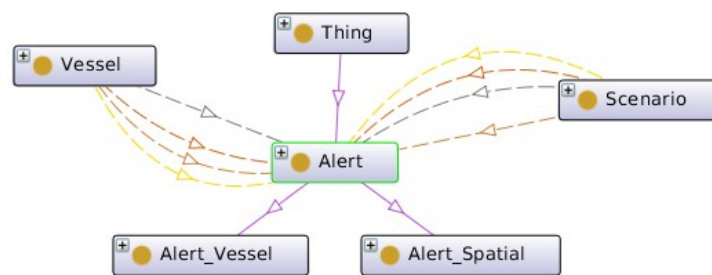 Thing
Vessel
Scenario
Alert
Alert_Vessel
Alert_Spatial